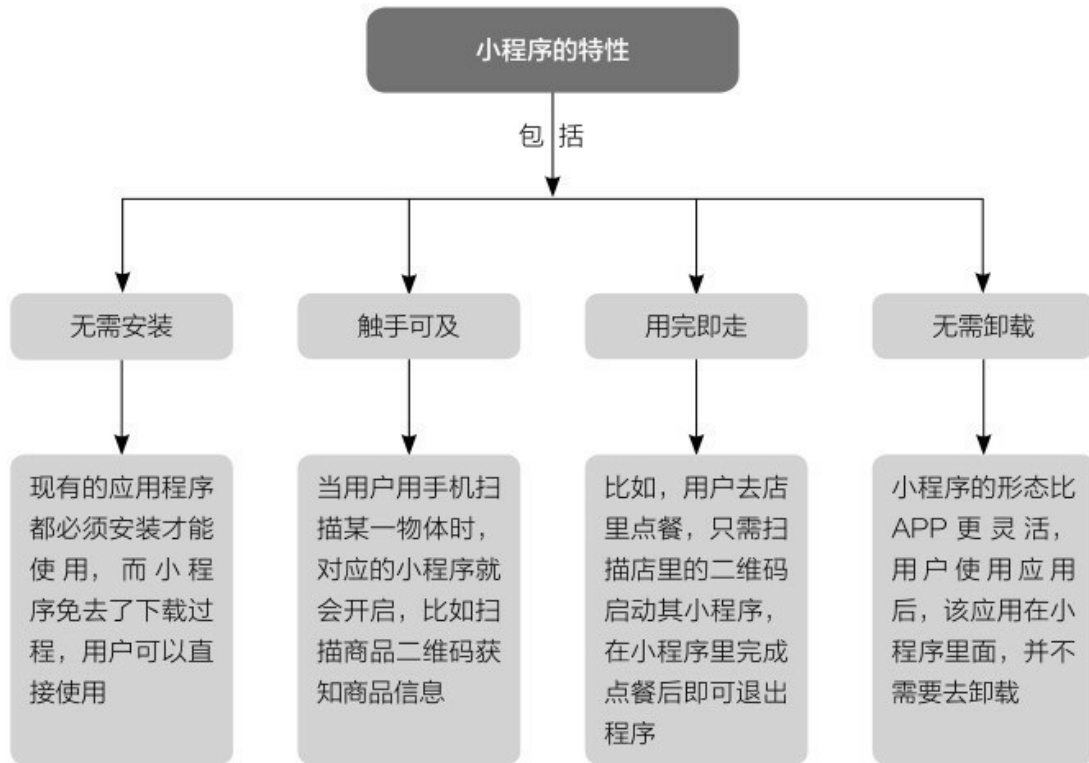 小程序的特性
包 括
无需安装
触手可及
用完即走
无需卸载
现有的应用程序
都必须安装才能
使用，而小程
序免去了下载过
程，用户可以直
接使用
当用户用手机扫
描某一物体时，
对应的小程序就
会开启，比如扫
描商品二维码获
知商品信息
比如，用户去店
里点餐，只需扫
描店里的二维码
启动其小程序，
在小程序里完成
点餐后即可退出
程序
小程序的形态比
APP 更灵活，
用户使用应用
后，该应用在小
程序里面，并不
需要去卸载